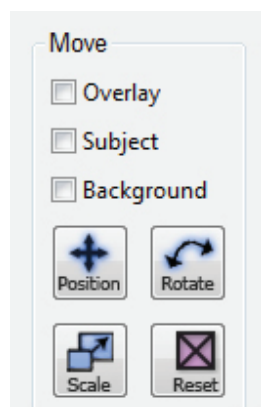 Move
Overlay
Subject
Background
Position Rotate
Scale Reset